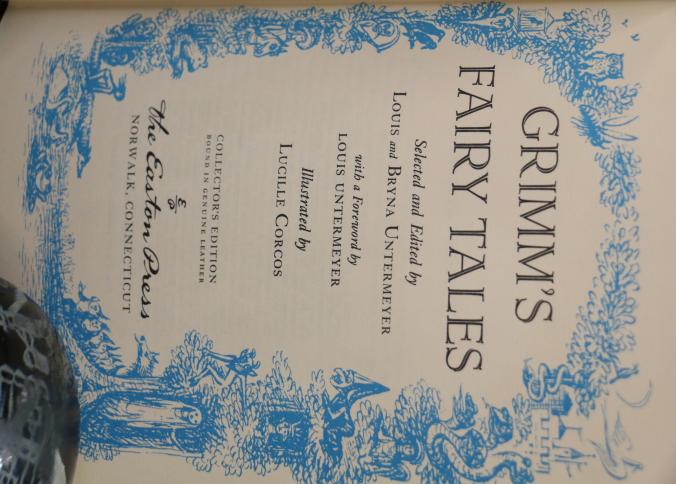 GRIMM'S
FAIRY TALES
Selected and Edited by
LOUIS and BRYNA UNTERMEYER
with a Foreword by
LOUIS UNTERMEYER
Illustrated by
LUCILLE CORCOS
COLLECTOR'S EDITION
BOUND IN GENUINE LEATHER
The Easton Press
NORWALK, CONNECTICUT